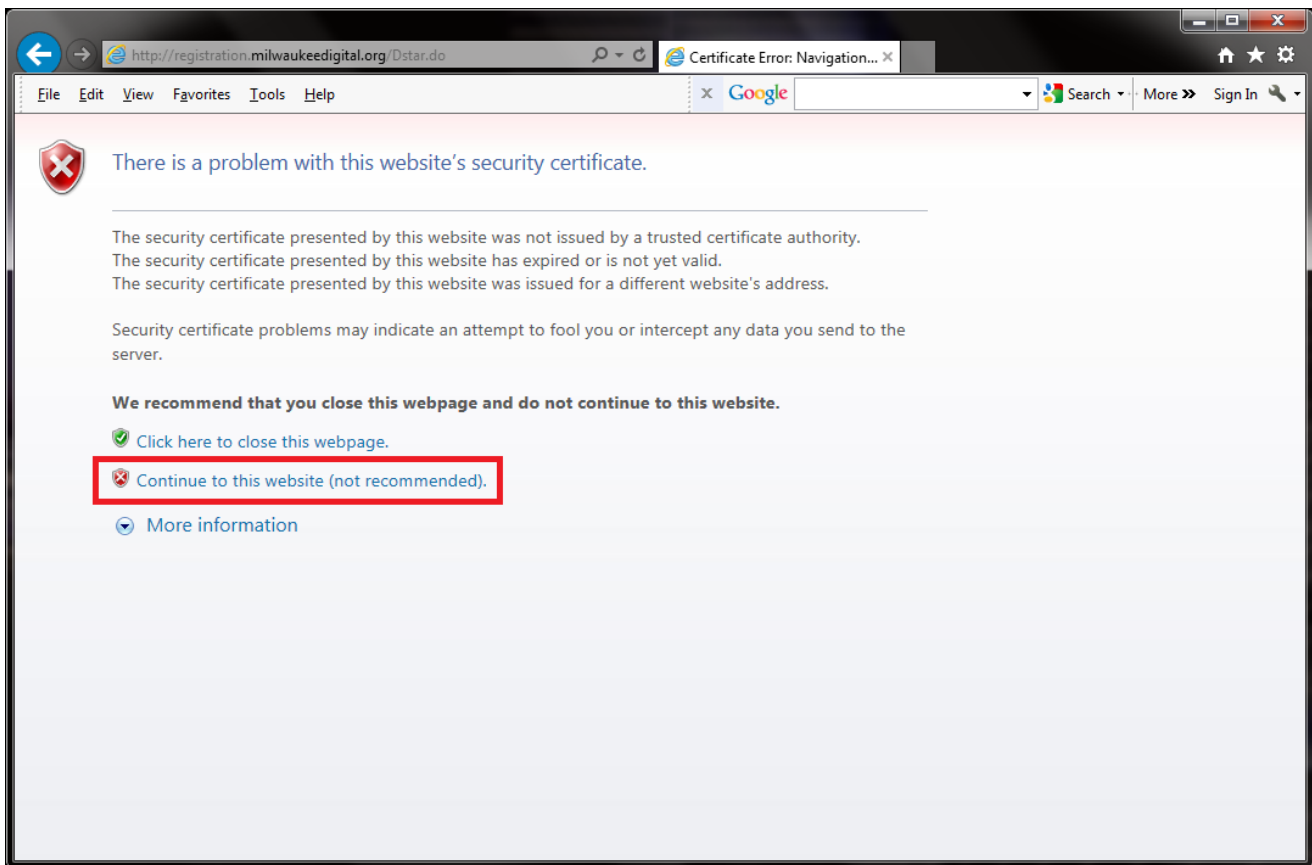 http://registration.milwaukeedigital.org/Dstar.do
Certificate Error: Navigation...
File Edit View Favorites Tools Help
x Google
Search
More »
Sign In
There is a problem with this website's security certificate.
The security certificate presented by this website was not issued by a trusted certificate authority.
The security certificate presented by this website has expired or is not yet valid.
The security certificate presented by this website was issued for a different website's address.
Security certificate problems may indicate an attempt to fool you or intercept any data you send to the
server.
We recommend that you close this webpage and do not continue to this website.
Click here to close this webpage.
Continue to this website (not recommended).
More information